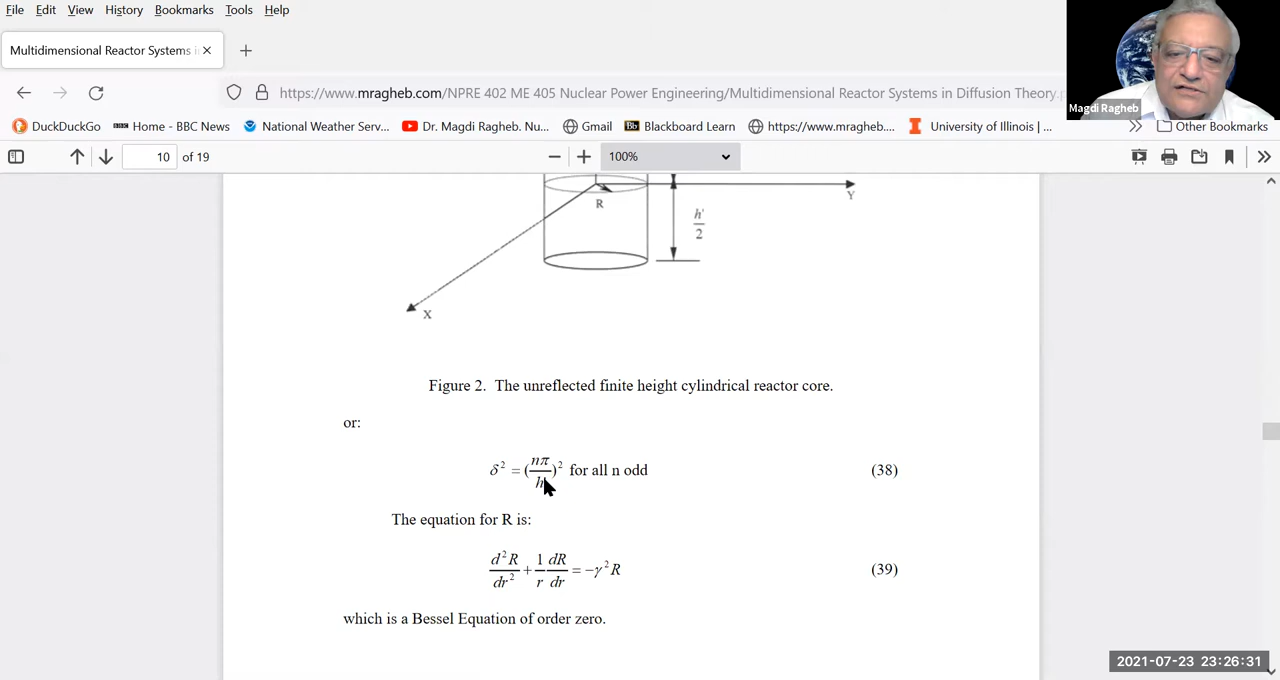 File Edit View History Bookmarks Tools Help
Multidimensional Reactor Systems i
https://www.mragheb.com/NPRE 402 ME 405 Nuclear Power Engineering/Multidimensional Reactor Systems in Diffusion Theory.p
Magdi Ragheb
DuckDuckGo Home - BBC News National Weather Serv... Dr. Magdi Ragheb. Nu... Gmail Blackboard Learn https://www.mragheb.... University of Illinois | ... Other Bookmarks
10 of 19 100%
R
Y
h'
2
X
Figure 2. The unreflected finite height cylindrical reactor core.
or:
δ² = (nπ/h)² for all n odd (38)
The equation for R is:
d²R/dr² + 1/r dR/dr = -γ²R (39)
which is a Bessel Equation of order zero.
2021-07-23 23:26:31